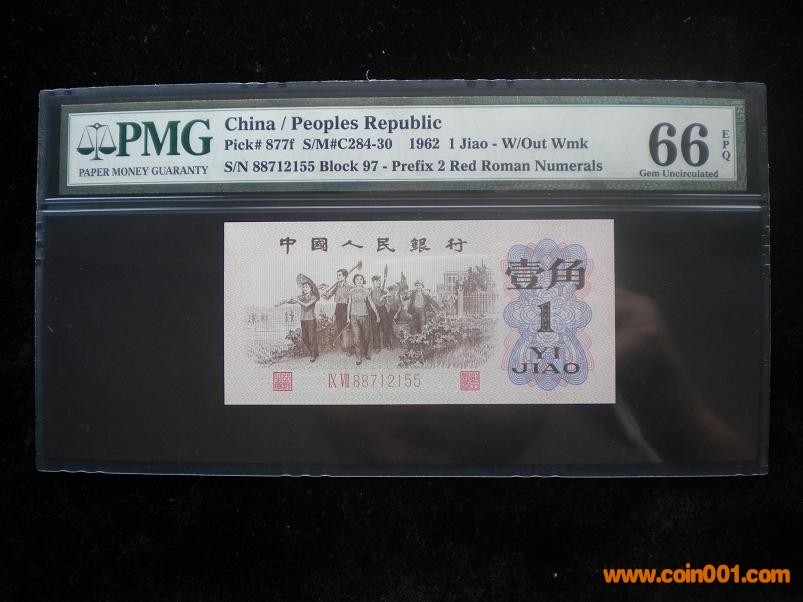 PMG
PAPER MONEY GUARANTY
China / Peoples Republic
Pick# 877f S/M#C284-30 1962 1 Jiao - W/Out Wmk
S/N 88712155 Block 97 - Prefix 2 Red Roman Numerals
66
EPQ
Gem Uncirculated
中國人民銀行
壹角
1
YI
JIAO
IX VII 88712155
www.coin001.com